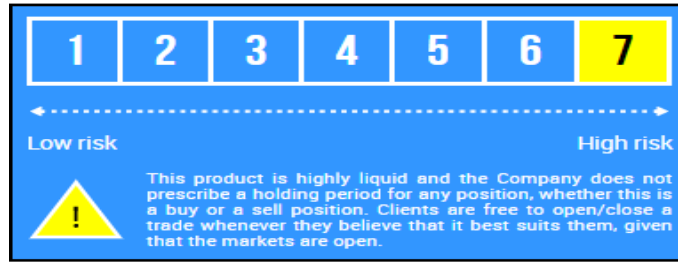 1 2 3 4 5 6 7
Low risk High risk
This product is highly liquid and the Company does not
prescribe a holding period for any position, whether this is
a buy or a sell position. Clients are free to open/close a
trade whenever they believe that it best suits them, given
that the markets are open.
!